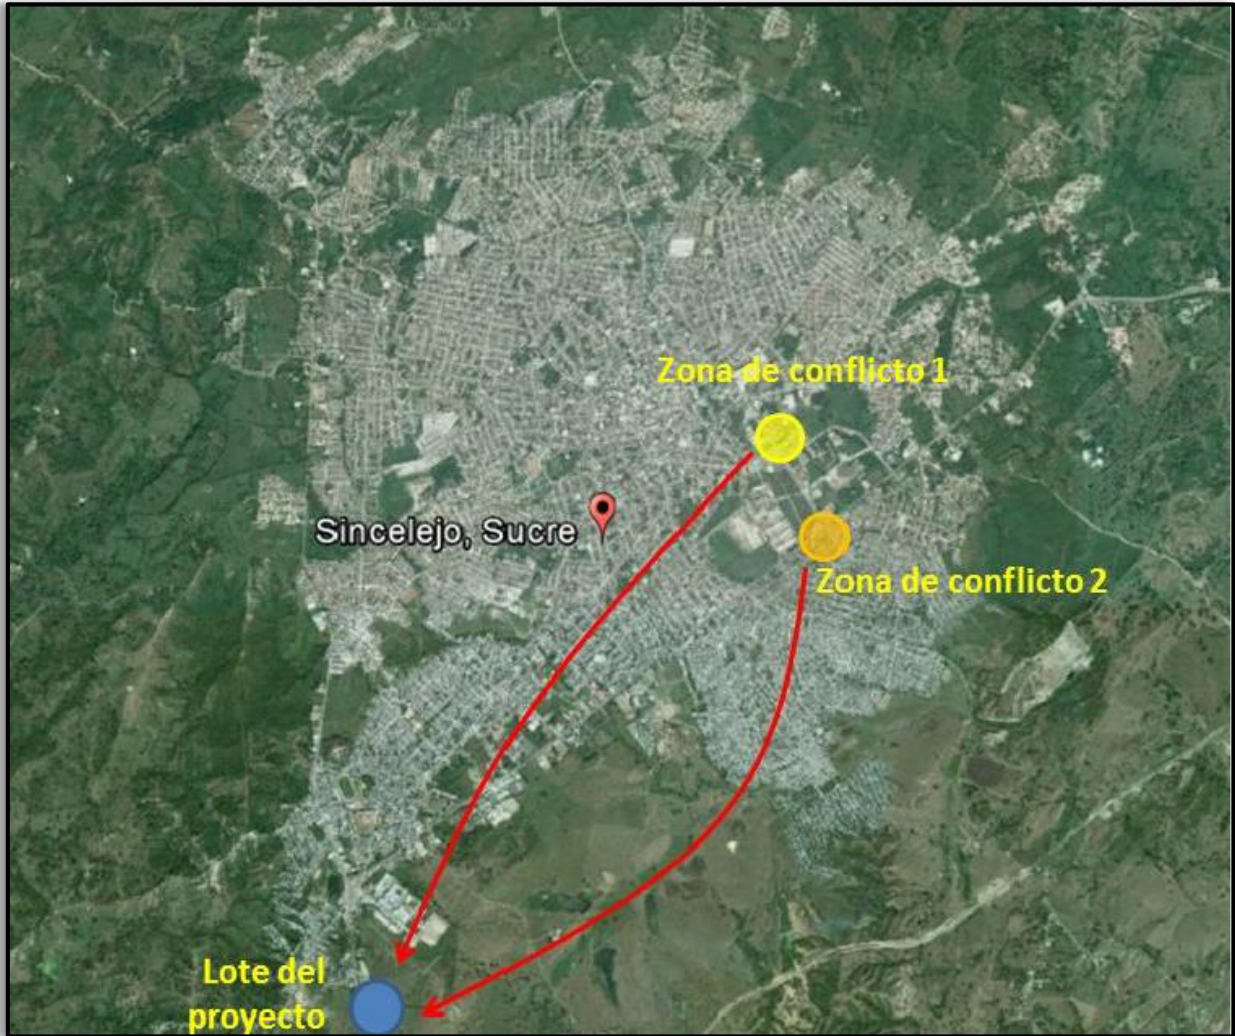 Zona de conflicto 1
Sincelejo, Sucre
Zona de conflicto 2
Lote del
proyecto